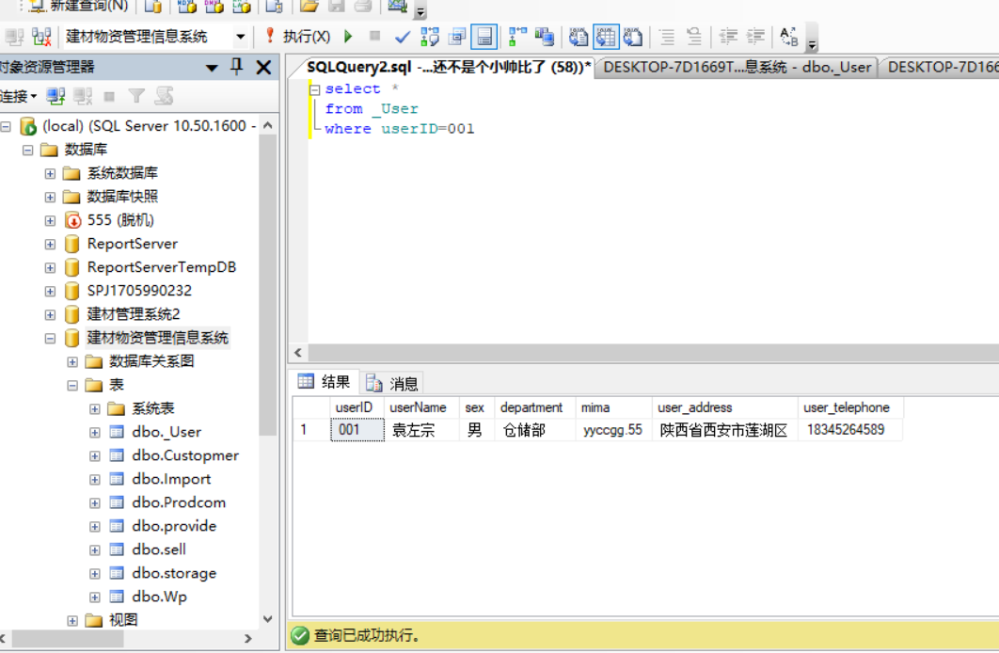 新建查询(N)
建材物资管理信息系统
执行(X)
对象资源管理器
SQLQuery2.sql -...还不是个小帅比了 (58))*
DESKTOP-7D1669T...息系统 - dbo._User
DESKTOP-7D166
连接
select *
from _User
where userID=001
(local) (SQL Server 10.50.1600 -
数据库
系统数据库
数据库快照
555 (脱机)
ReportServer
ReportServerTempDB
SPJ1705990232
建材管理系统2
建材物资管理信息系统
数据库关系图
表
系统表
dbo._User
dbo.Custopmer
dbo.Import
dbo.Prodcom
dbo.provide
dbo.sell
dbo.storage
dbo.Wp
视图
结果 消息
userID userName sex department mima user_address user_telephone
1 001 袁左宗 男 仓储部 yyccgg.55 陕西省西安市莲湖区 18345264589
查询已成功执行。